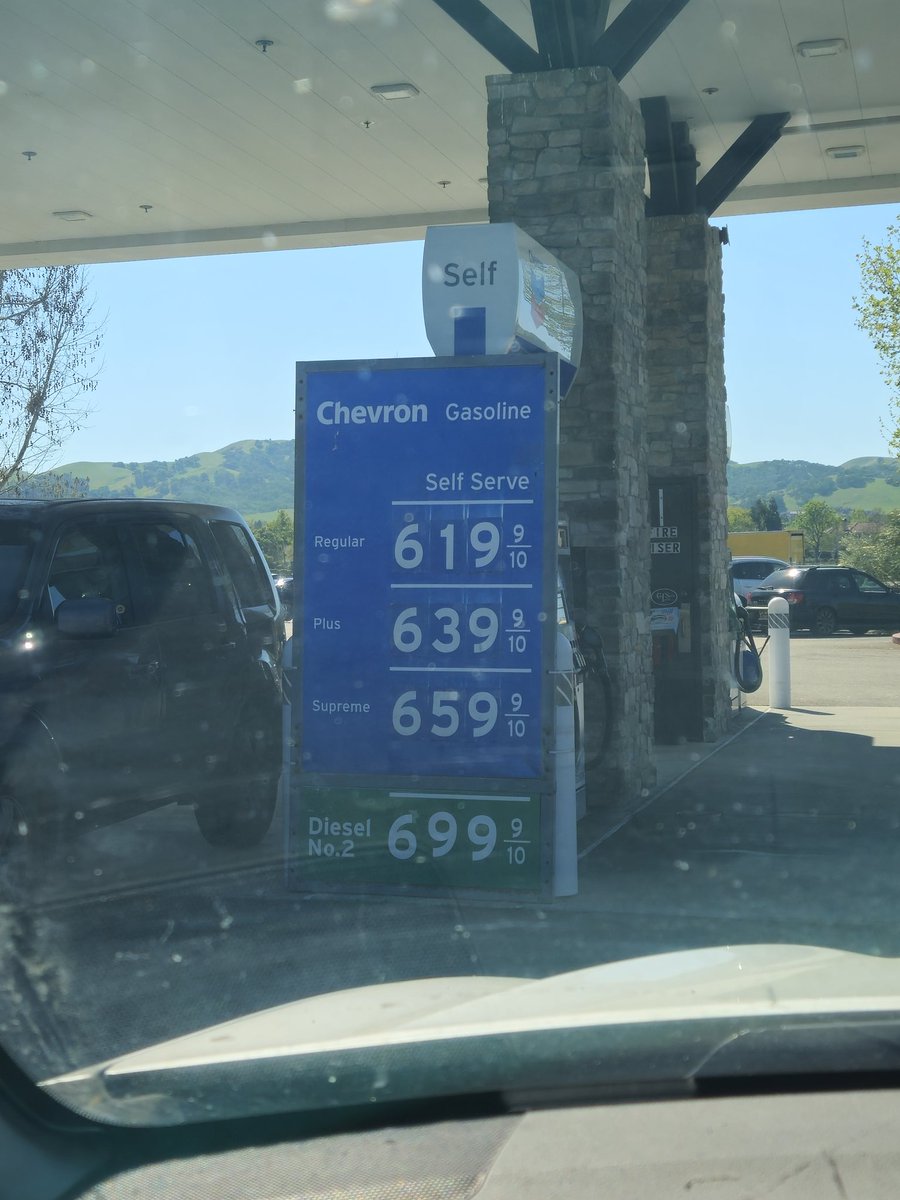 Self
Chevron Gasoline
Self Serve
Regular 619 9/10
Plus 639 9/10
Supreme 659 9/10
Diesel
No.2 699 9/10